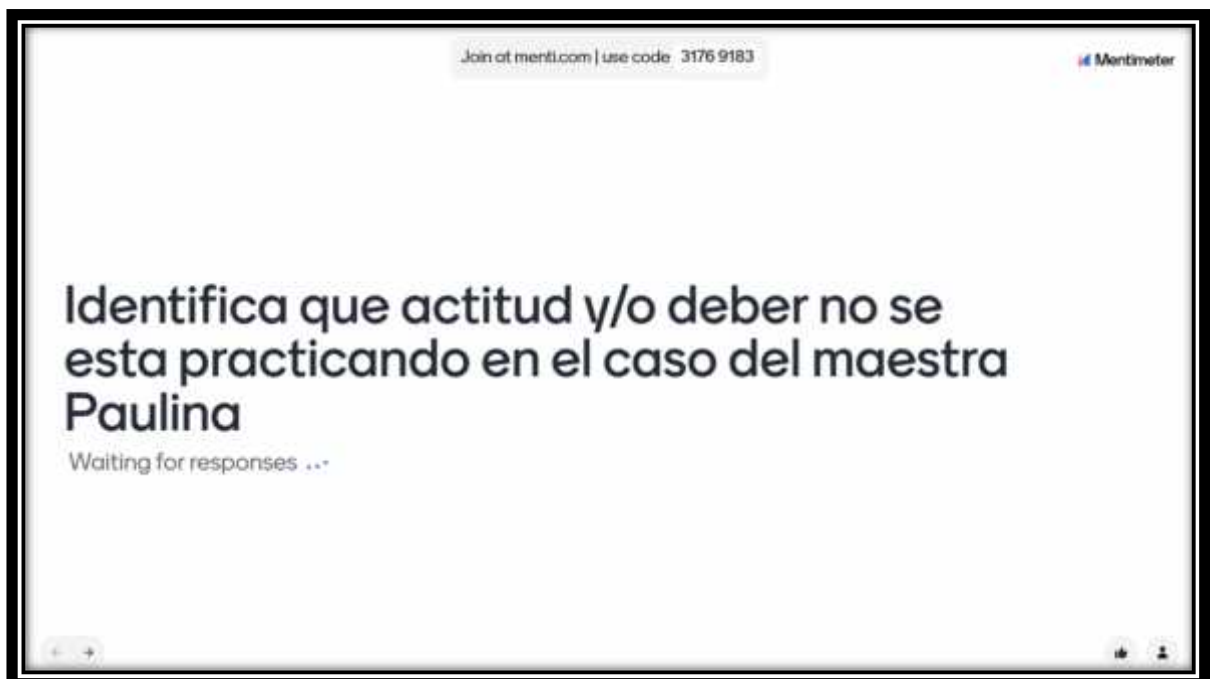 Join at menti.com | use code 3176 9183
Mentimeter
Identifica que actitud y/o deber no se
esta practicando en el caso del maestra
Paulina
Waiting for responses ...